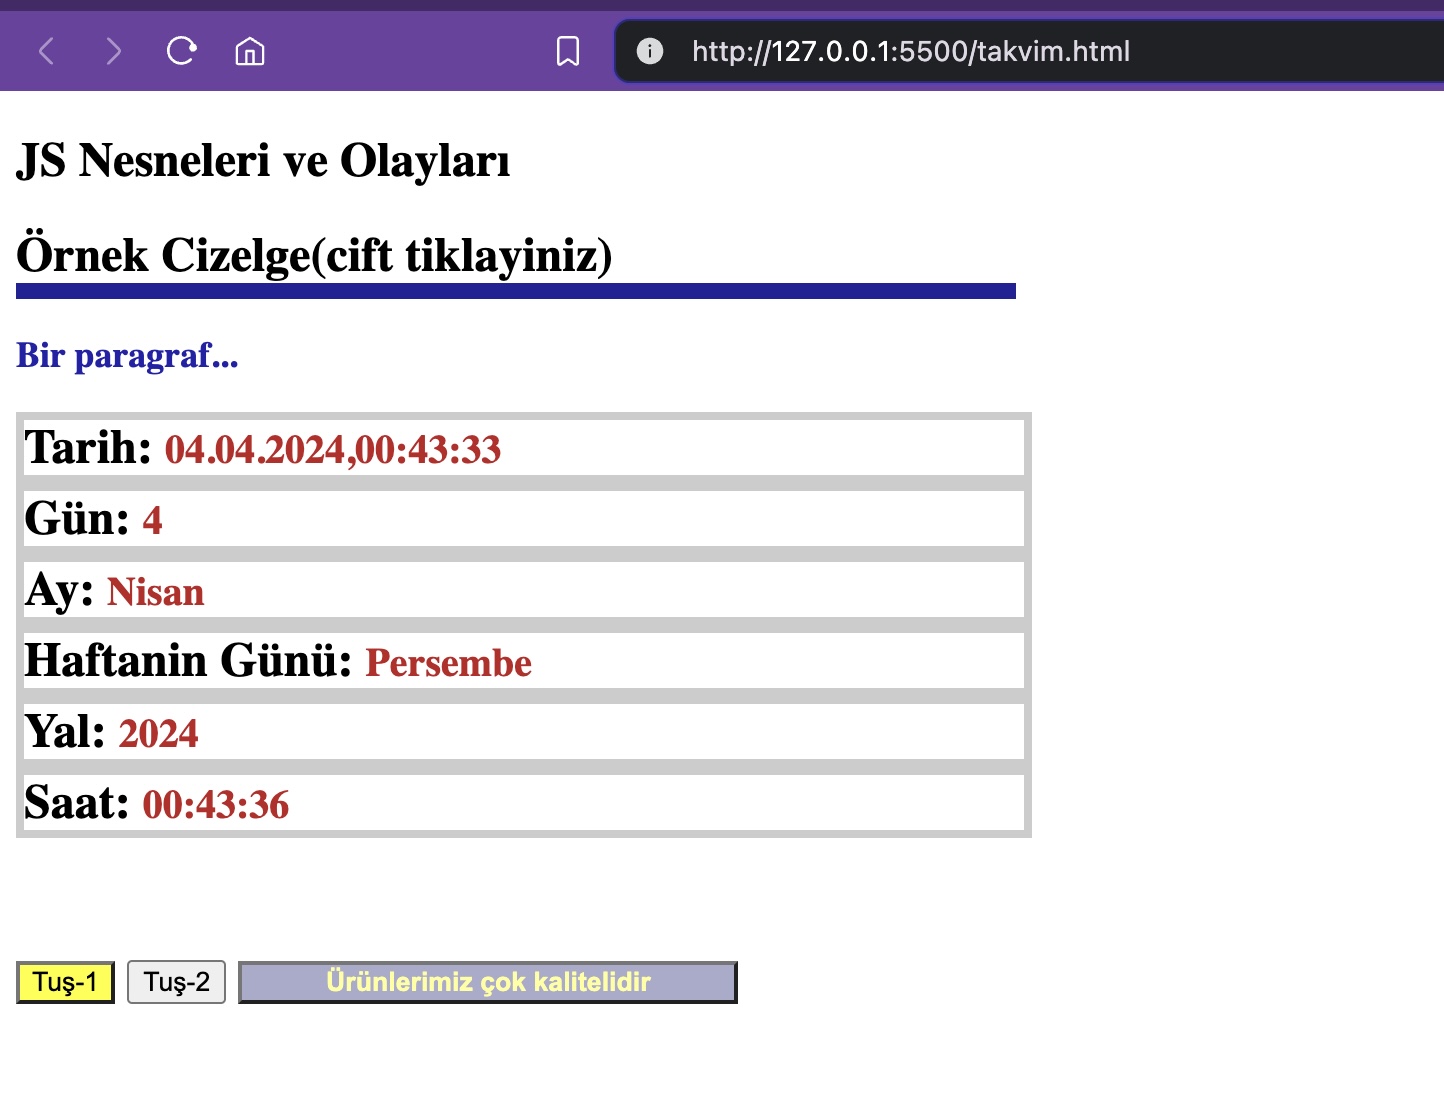 http://127.0.0.1:5500/takvim.html
JS Nesneleri ve Olayları
Örnek Cizelge(cift tiklayiniz)
Bir paragraf...
Tarih: 04.04.2024,00:43:33
Gün: 4
Ay: Nisan
Haftanin Günü: Persembe
Yal: 2024
Saat: 00:43:36
Tuş-1 Tuş-2 Ürünlerimiz çok kalitelidir